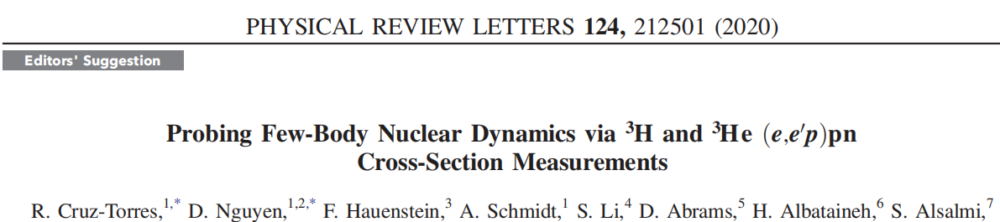 PHYSICAL REVIEW LETTERS 124, 212501 (2020)
Editors' Suggestion
Probing Few-Body Nuclear Dynamics via ³H and ³He (e,e′p)pn
Cross-Section Measurements
R. Cruz-Torres,¹,* D. Nguyen,¹,²,* F. Hauenstein,³ A. Schmidt,¹ S. Li,⁴ D. Abrams,⁵ H. Albataineh,⁶ S. Alsalmi,⁷